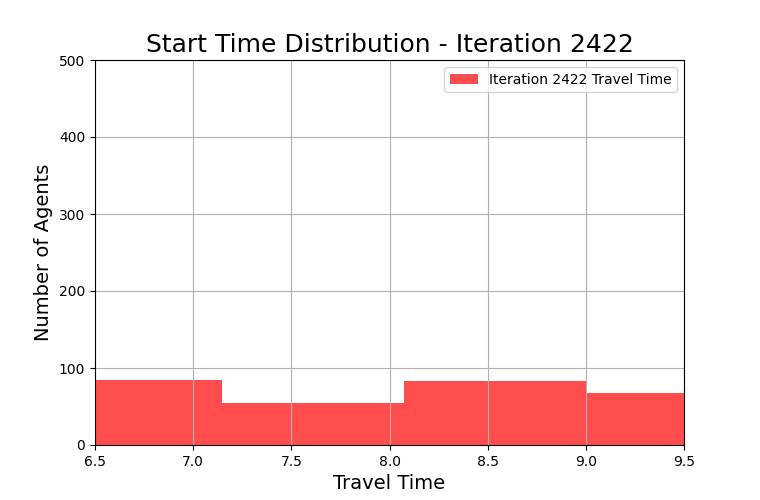 Start Time Distribution - Iteration 2422
Iteration 2422 Travel Time
500
400
300
200
100
0
Number of Agents
6.5 7.0 7.5 8.0 8.5 9.0 9.5
Travel Time